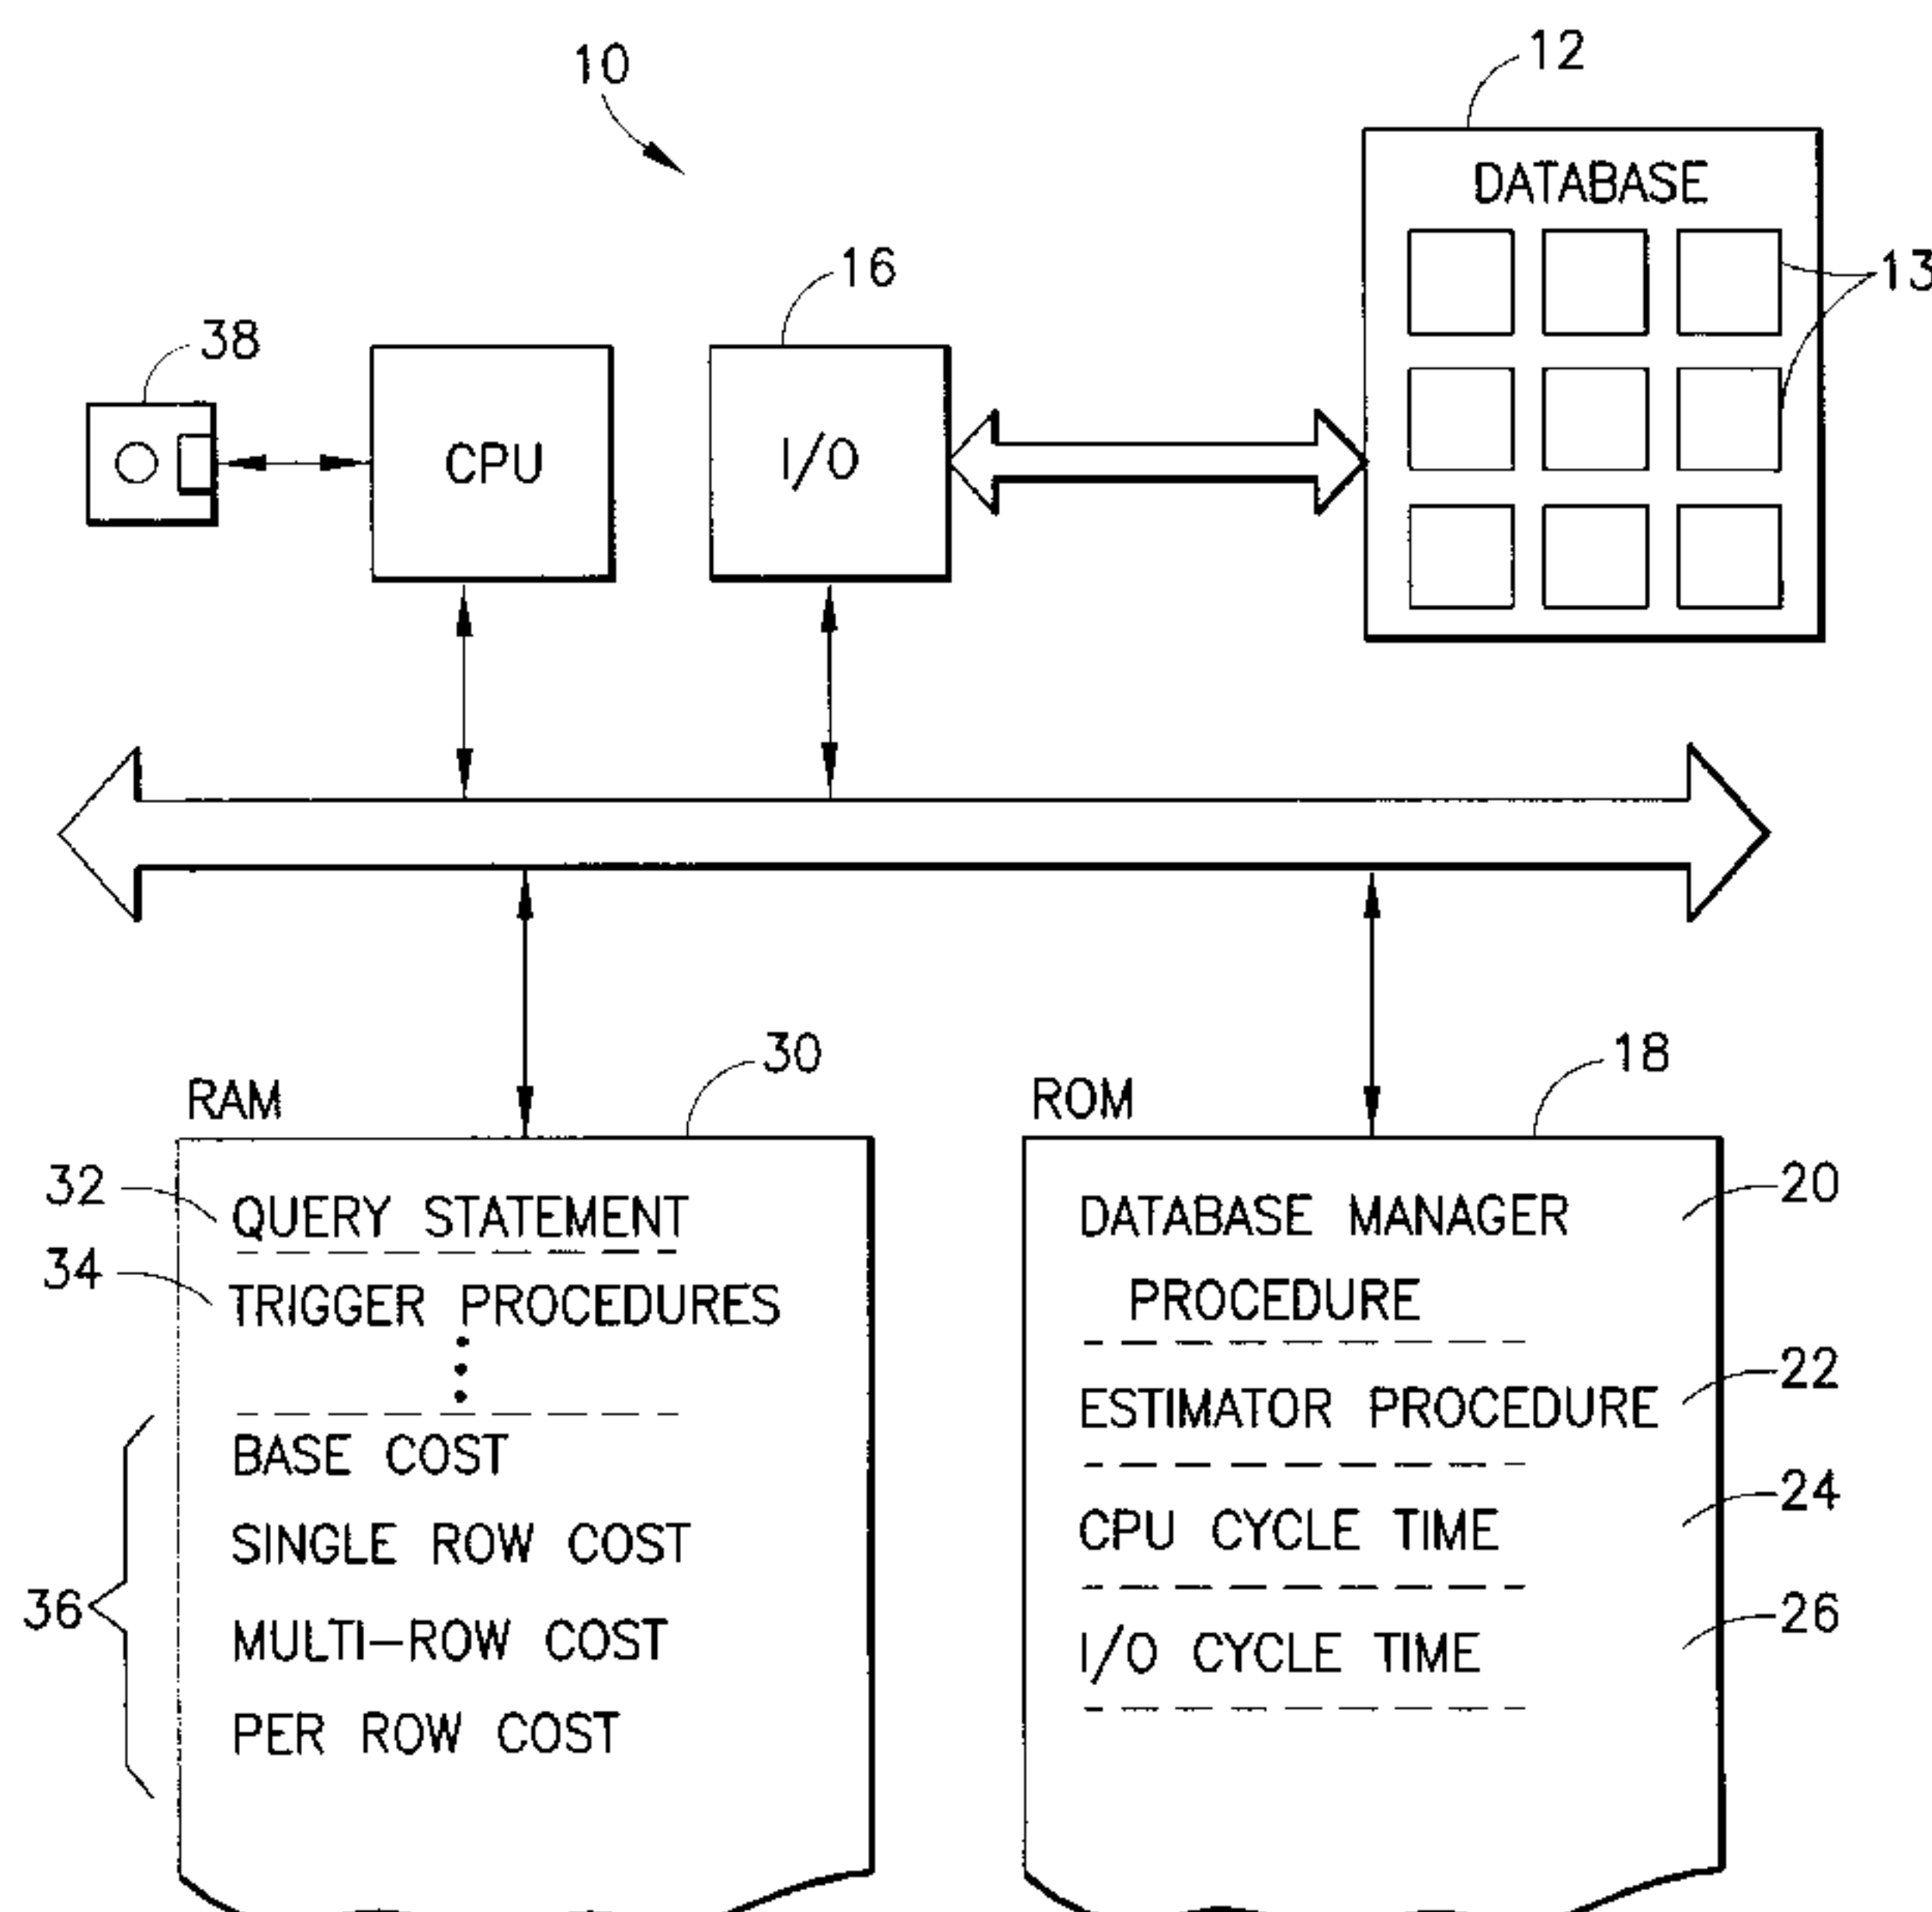 10
12
DATABASE
13
16
38
CPU
I/O
30
18
RAM
ROM
32
QUERY STATEMENT
34
TRIGGER PROCEDURES
36
BASE COST
SINGLE ROW COST
MULTI-ROW COST
PER ROW COST
DATABASE MANAGER
20
PROCEDURE
ESTIMATOR PROCEDURE
22
CPU CYCLE TIME
24
I/O CYCLE TIME
26